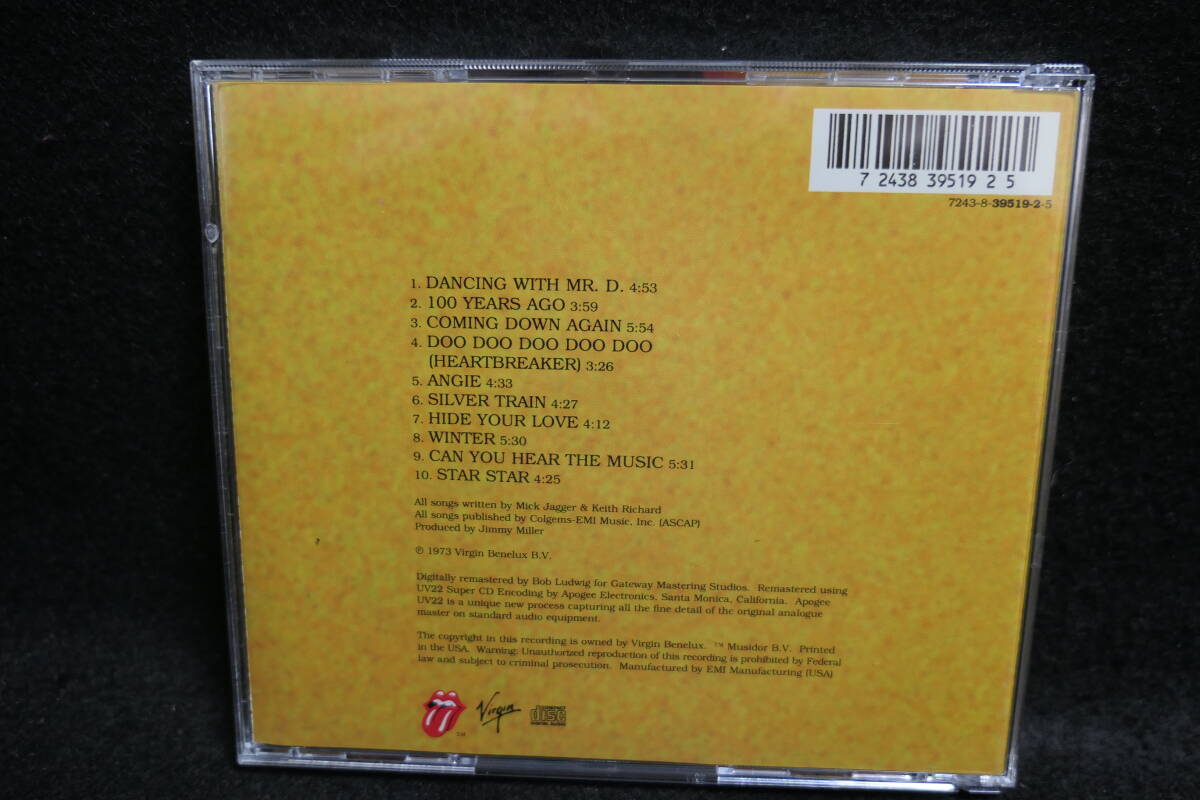 7 24383 95192 5
7243-8-39519-2-5
1. DANCING WITH MR. D. 4:53
2. 100 YEARS AGO 3:59
3. COMING DOWN AGAIN 5:54
4. DOO DOO DOO DOO DOO
(HEARTBREAKER) 3:26
5. ANGIE 4:33
6. SILVER TRAIN 4:27
7. HIDE YOUR LOVE 4:12
8. WINTER 5:30
9. CAN YOU HEAR THE MUSIC 5:31
10. STAR STAR 4:25
All songs written by Mick Jagger & Keith Richard
All songs published by Colgems-EMI Music, Inc. (ASCAP)
Produced by Jimmy Miller
℗ 1973 Virgin Benelux B.V.
Digitally remastered by Bob Ludwig for Gateway Mastering Studios. Remastered using
UV22 Super CD Encoding by Apogee Electronics, Santa Monica, California. Apogee
UV22 is a unique new process capturing all the fine detail of the original analogue
master on standard audio equipment.
The copyright in this recording is owned by Virgin Benelux. ™ Musidor B.V. Printed
in the USA. Warning: Unauthorized reproduction of this recording is prohibited by Federal
law and subject to criminal prosecution. Manufactured by EMI Manufacturing (USA)
SM
Virgin
COMPACT
disc
DIGITAL AUDIO